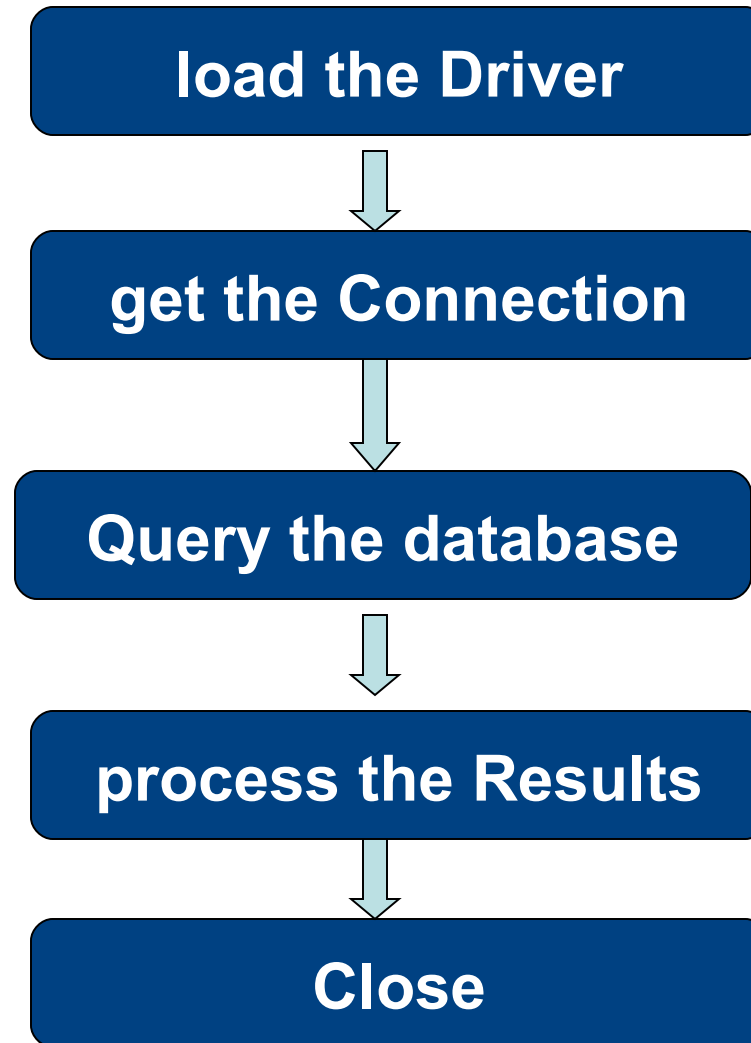 load the Driver
get the Connection
Query the database
process the Results
Close